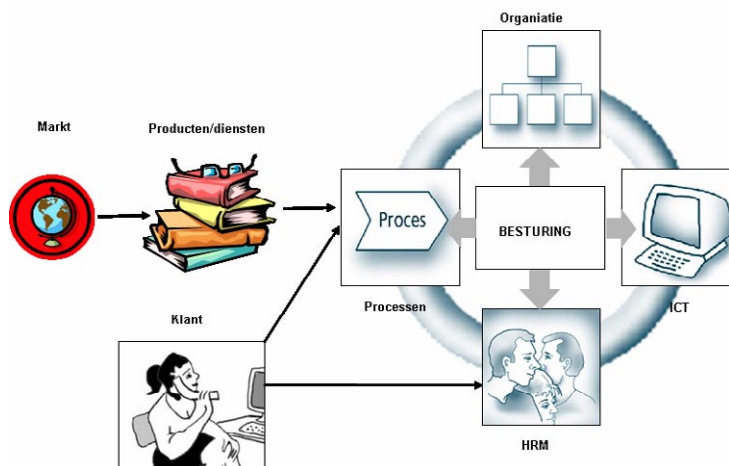 Organiatie
Markt
Producten/diensten
Proces
BESTURING
Klant
Processen
ICT
HRM